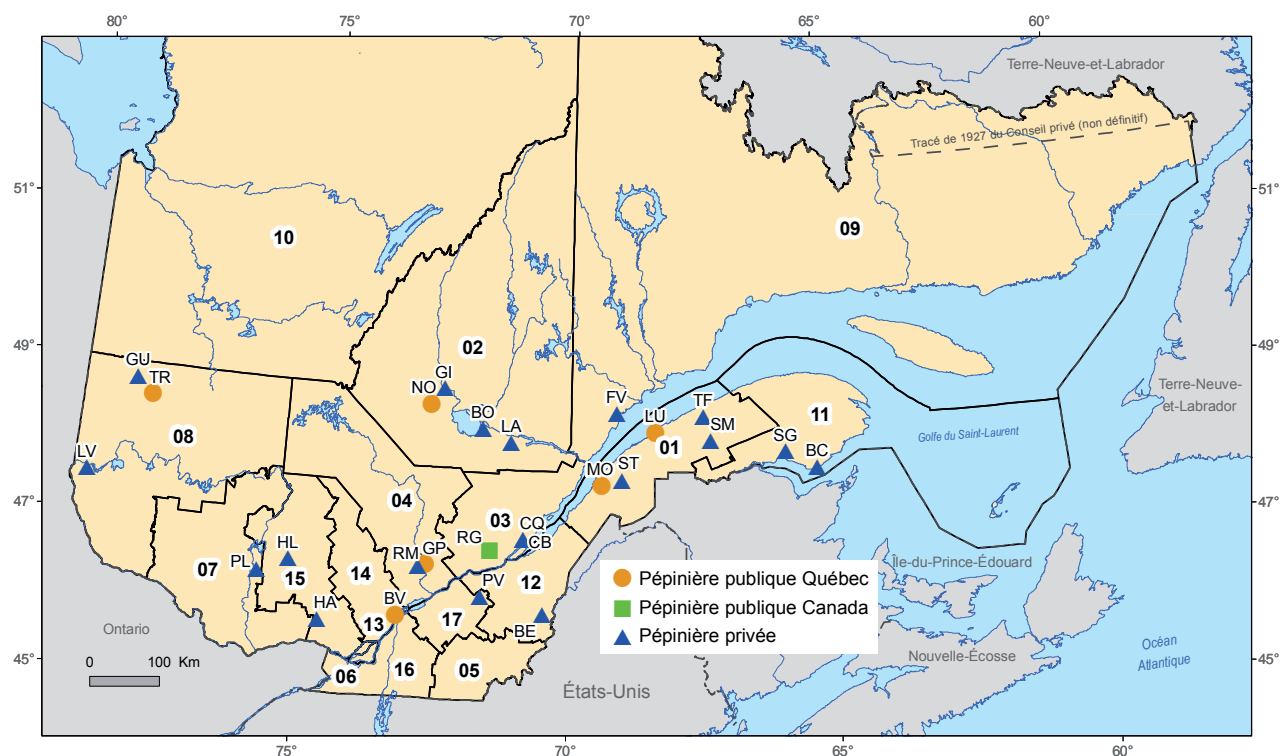 80°
75°
70°
65°
60°
Terre-Neuve-et-Labrador
Tracé de 1927 du Conseil privé (non définitif)
51°
51°
10
09
49°
49°
02
GU
TR
GI
NO
FV
TF
BO
LU
SM
11
LA
Terre-Neuve-
et-Labrador
Golfe du Saint-Laurent
08
01
SG
BC
LV
MO
ST
47°
47°
04
03
CQ
CB
RG
GP
RM
HL
PL
07
15
14
Île-du-Prince-Édouard
PV
12
HA
BV
BE
17
13
Pépinière publique Québec
Pépinière publique Canada
Pépinière privée
Ontario
0 100 Km
45°
45°
06
16
05
États-Unis
Nouvelle-Écosse
Océan
Atlantique
75°
70°
65°
60°